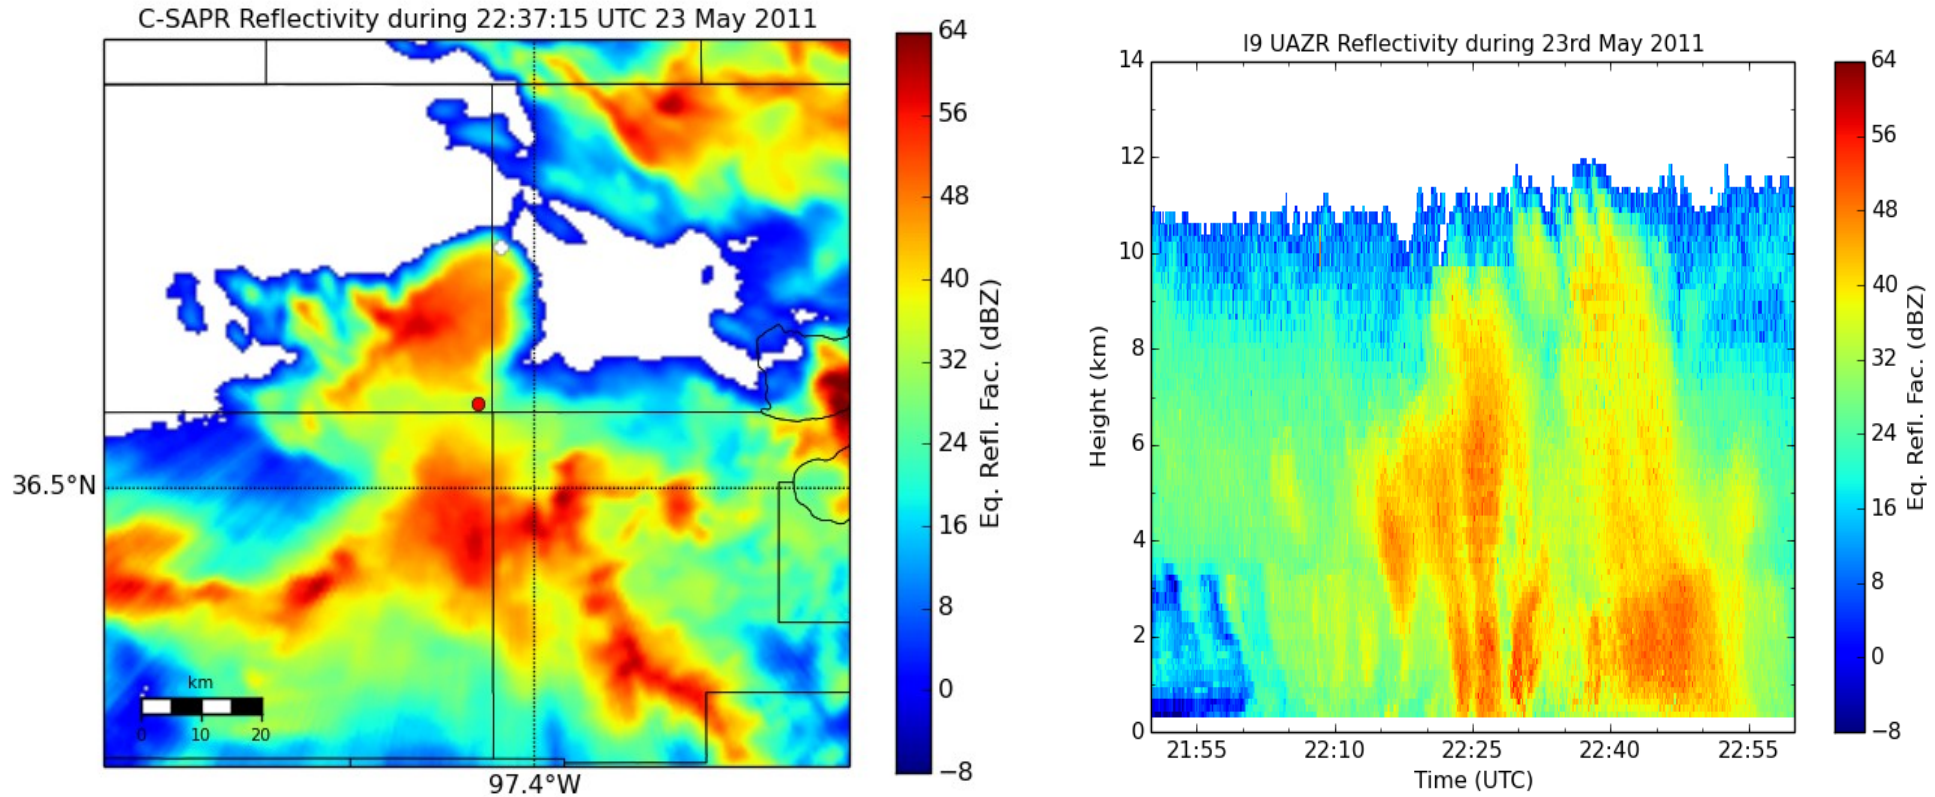 C-SAPR Reflectivity during 22:37:15 UTC 23 May 2011
36.5°N
97.4°W
km
0 10 20
64
56
48
40
32
24
16
8
0
−8
Eq. Refl. Fac. (dBZ)
I9 UAZR Reflectivity during 23rd May 2011
Height (km)
14
12
10
8
6
4
2
0
21:55 22:10 22:25 22:40 22:55
Time (UTC)
64
56
48
40
32
24
16
8
0
−8
Eq. Refl. Fac. (dBZ)